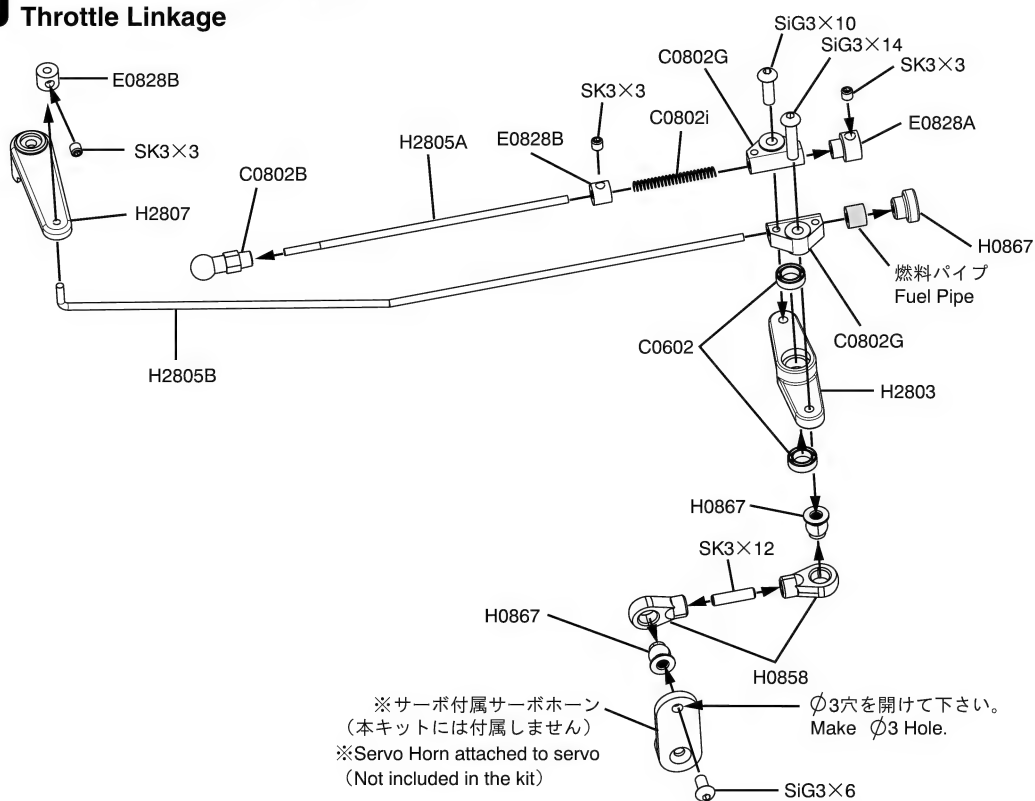 Throttle Linkage
SiG3×10
SiG3×14
C0802G
SK3×3
E0828B
SK3×3
C0802i
E0828A
SK3×3
H2805A
E0828B
C0802B
H2807
H0867
燃料パイプ
Fuel Pipe
C0802G
C0602
H2805B
H2803
H0867
SK3×12
H0867
H0858
※サーボ付属サーボホーン
（本キットには付属しません）
※Servo Horn attached to servo
（Not included in the kit）
∅3穴を開けて下さい。
Make ∅3 Hole.
SiG3×6